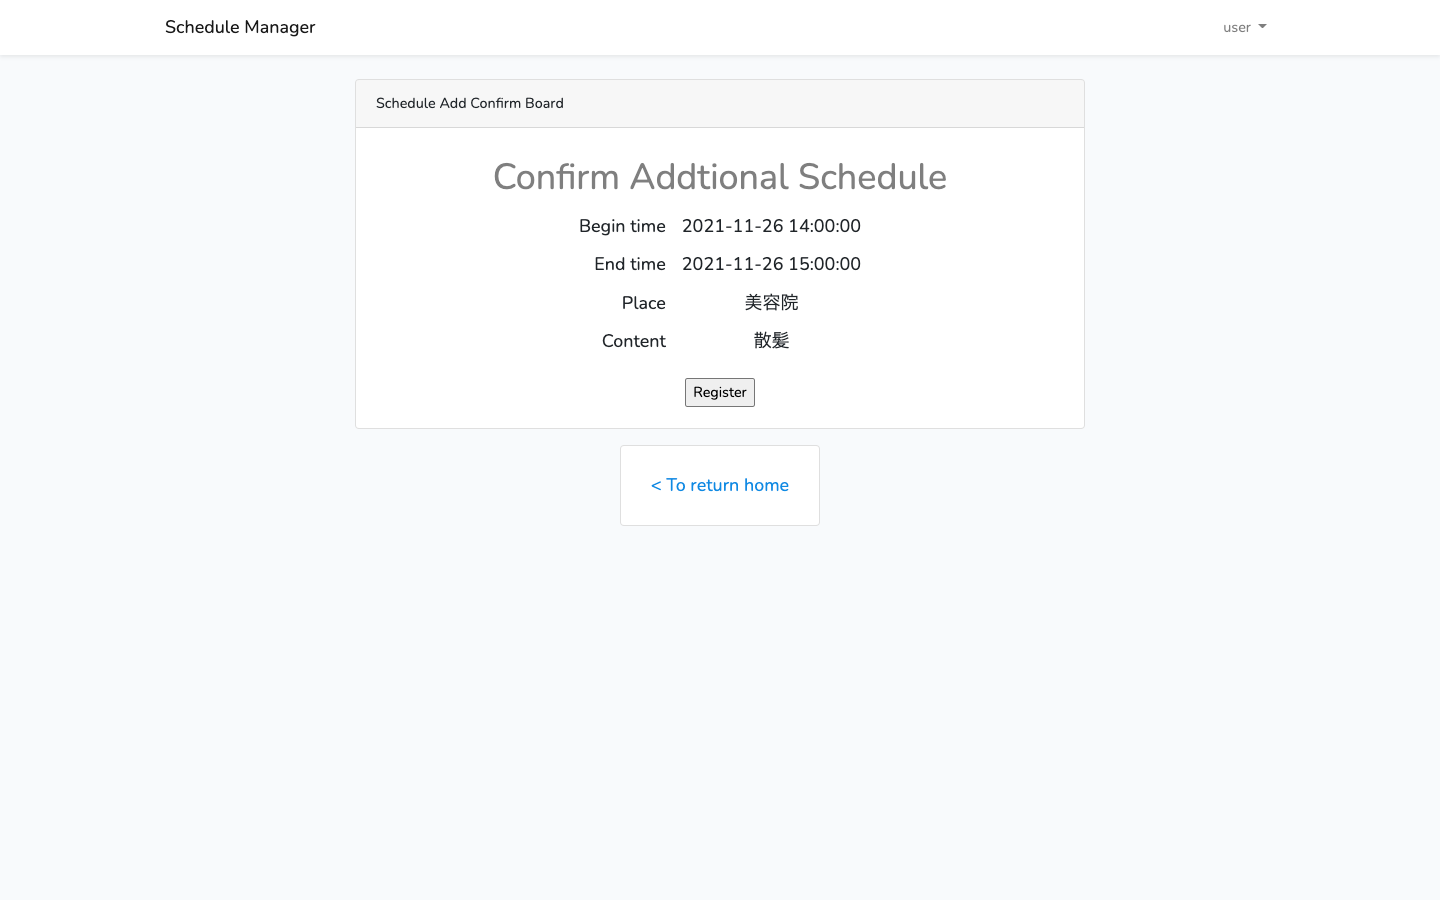 Schedule Manager
user
Schedule Add Confirm Board
Confirm Addtional Schedule
Begin time 2021-11-26 14:00:00
End time 2021-11-26 15:00:00
Place 美容院
Content 散髪
Register
< To return home